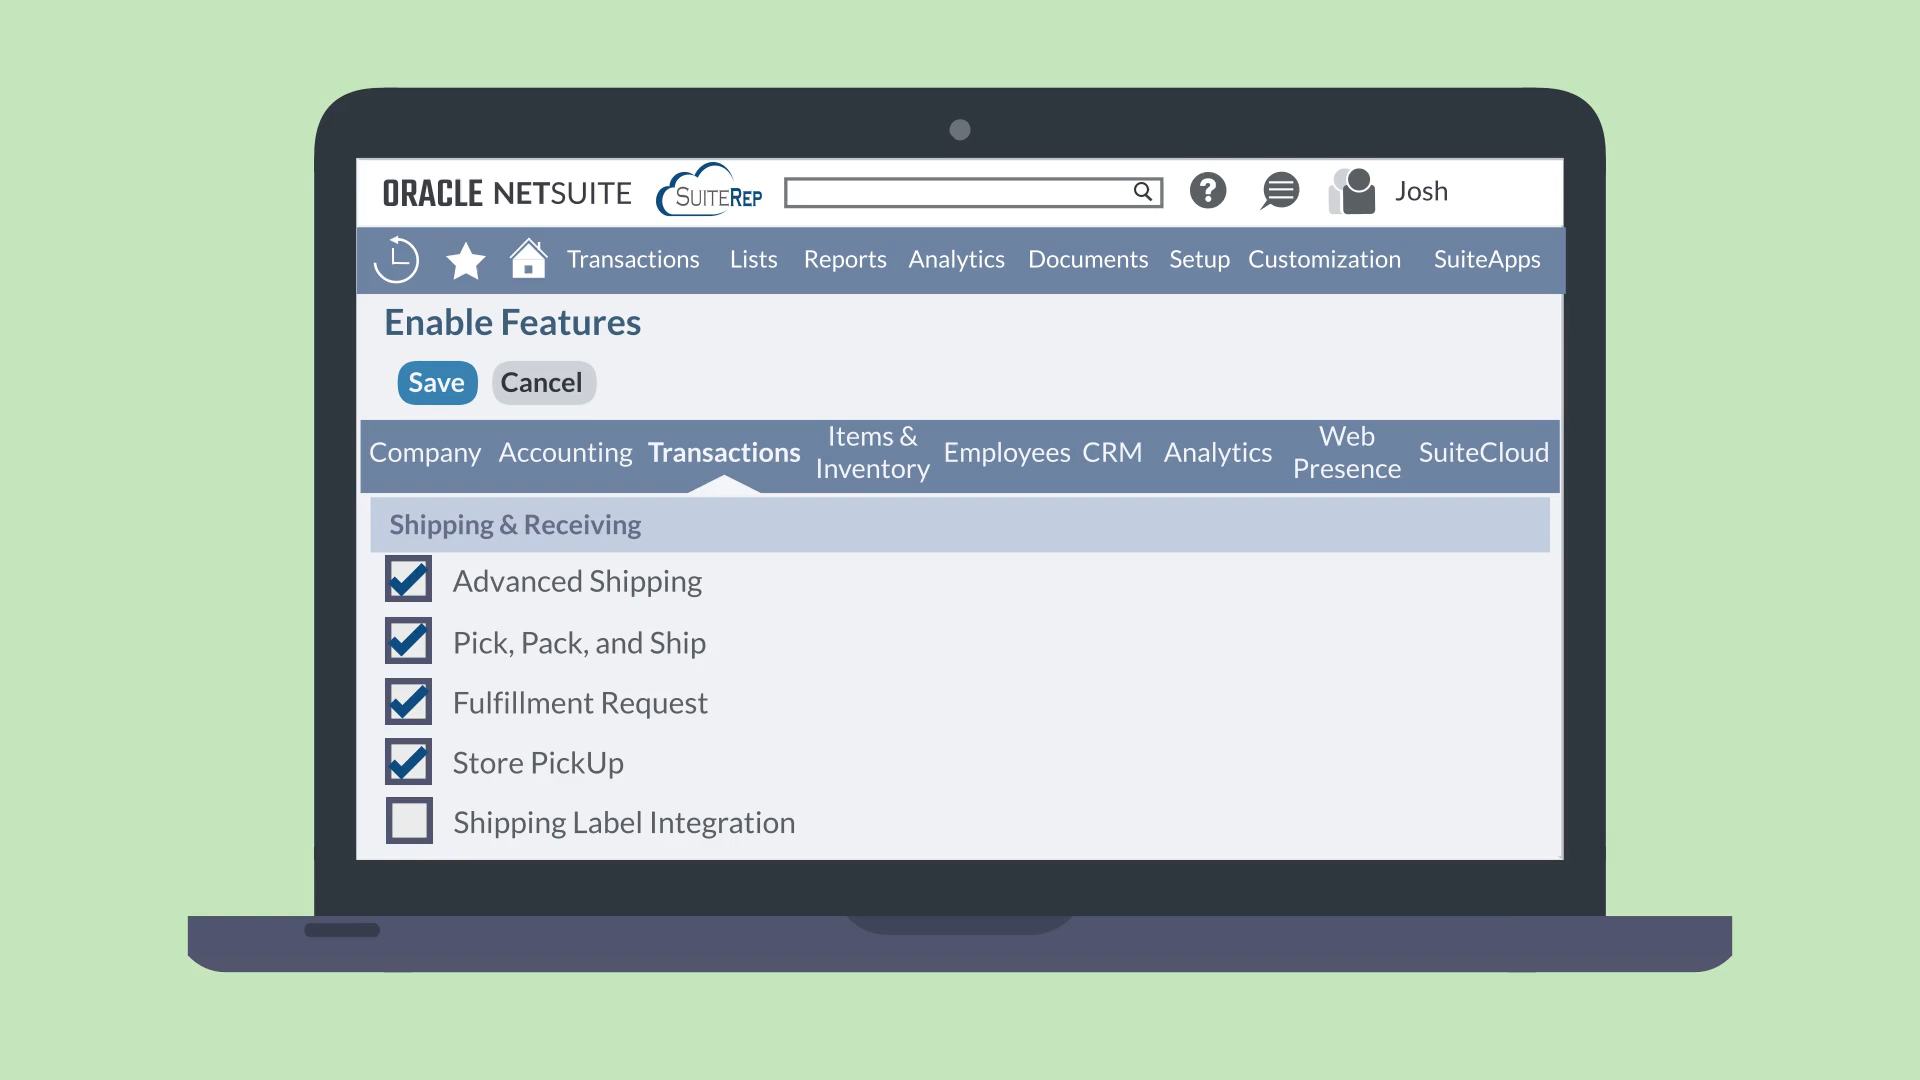 ORACLE NETSUITE SUITEREP Josh
Transactions Lists Reports Analytics Documents Setup Customization SuiteApps
Enable Features
Save Cancel
Company Accounting Transactions Items & Inventory Employees CRM Analytics Web Presence SuiteCloud
Shipping & Receiving
Advanced Shipping
Pick, Pack, and Ship
Fulfillment Request
Store PickUp
Shipping Label Integration